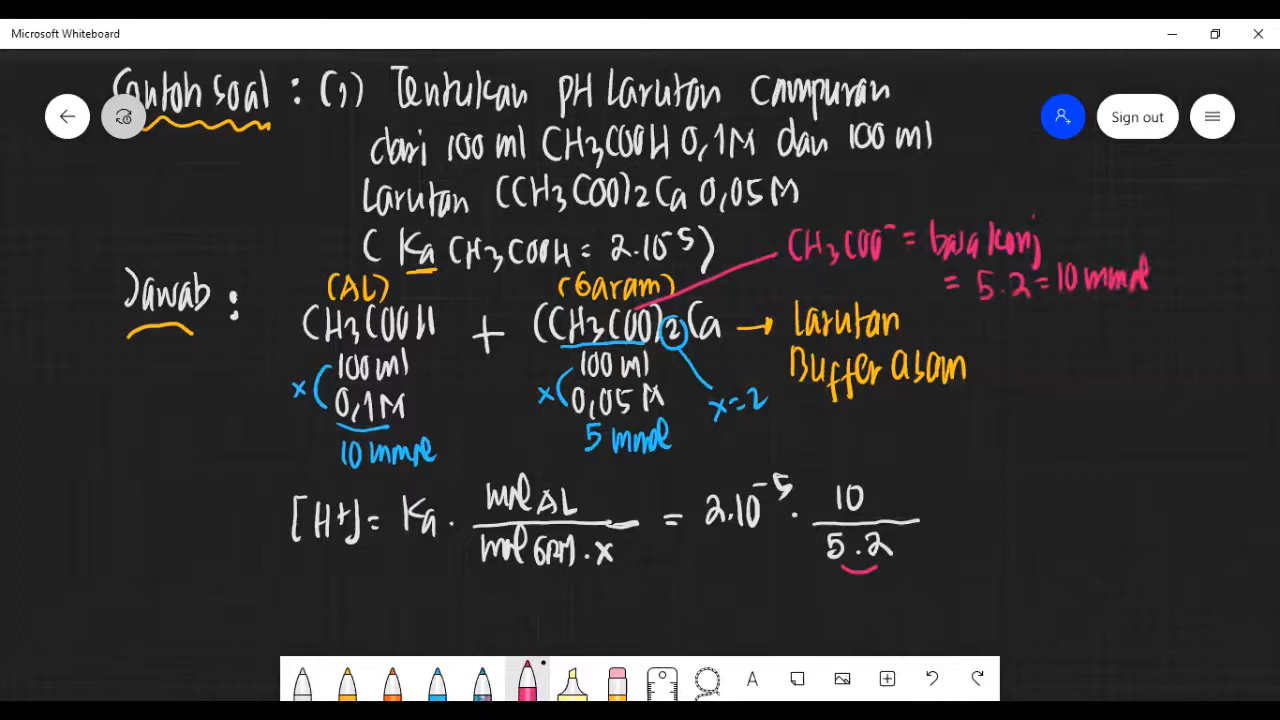 Microsoft Whiteboard
Contoh Soal : (1) Tentukan pH Larutan Campuran
dari 100 ml CH3COOH 0,1M dan 100 ml
Larutan (CH3COO)2Ca 0,05M
( Ka CH3COOH = 2.10^-5)
Sign out
CH3COO^- = basa konj
= 5.2 = 10 mmol
Jawab :
(AL) (Garam)
CH3COOH + (CH3COO)2Ca → Larutan
Buffer asam
100 ml 100 ml
x ( 0,1M x ( 0,05 M x=2
10 mmol 5 mmol
[H+] = Ka . mol AL / mol GRM . x = 2.10^-5 . 10 / 5.2
A